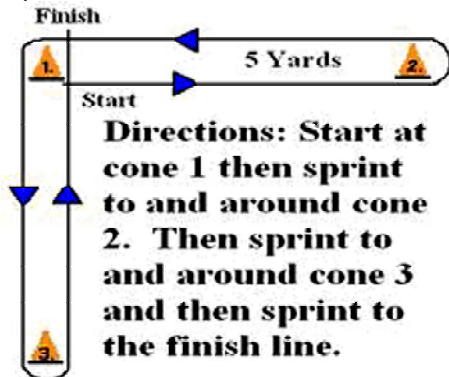 Finish
1.
5 Yards
2.
Start
Directions: Start at
cone 1 then sprint
to and around cone
2. Then sprint to
and around cone 3
and then sprint to
the finish line.
3.